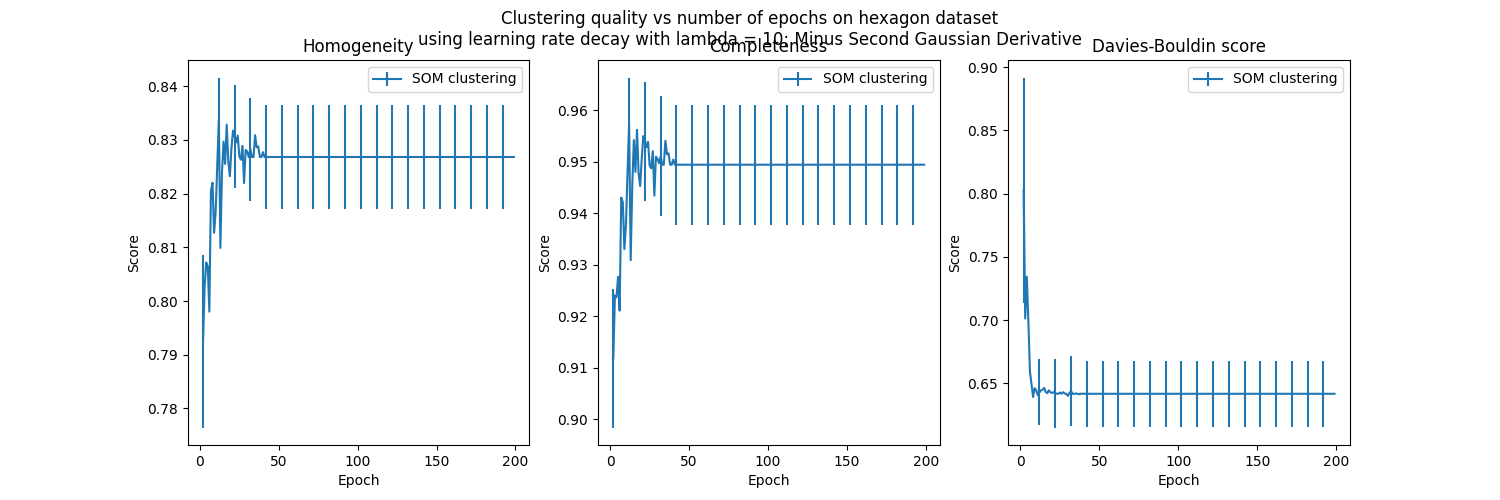 Clustering quality vs number of epochs on hexagon dataset
using learning rate decay with lambda = 10; Minus Second Gaussian Derivative
Homogeneity
SOM clustering
0.84
0.83
0.82
0.81
0.80
0.79
0.78
Score
0
50
100
150
200
Epoch
Completeness
SOM clustering
0.96
0.95
0.94
0.93
0.92
0.91
0.90
Score
0
50
100
150
200
Epoch
Davies-Bouldin score
SOM clustering
0.90
0.85
0.80
0.75
0.70
0.65
Score
0
50
100
150
200
Epoch